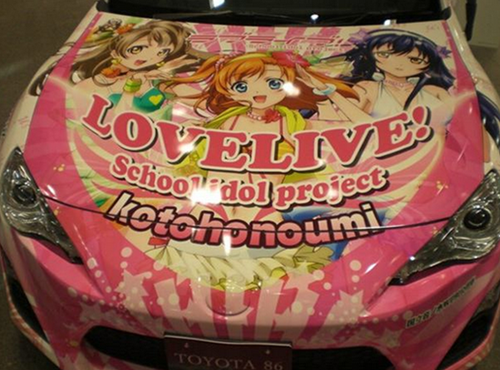 LOVELIVE!
School idol project
kotohonoumi
TOYOTA 86